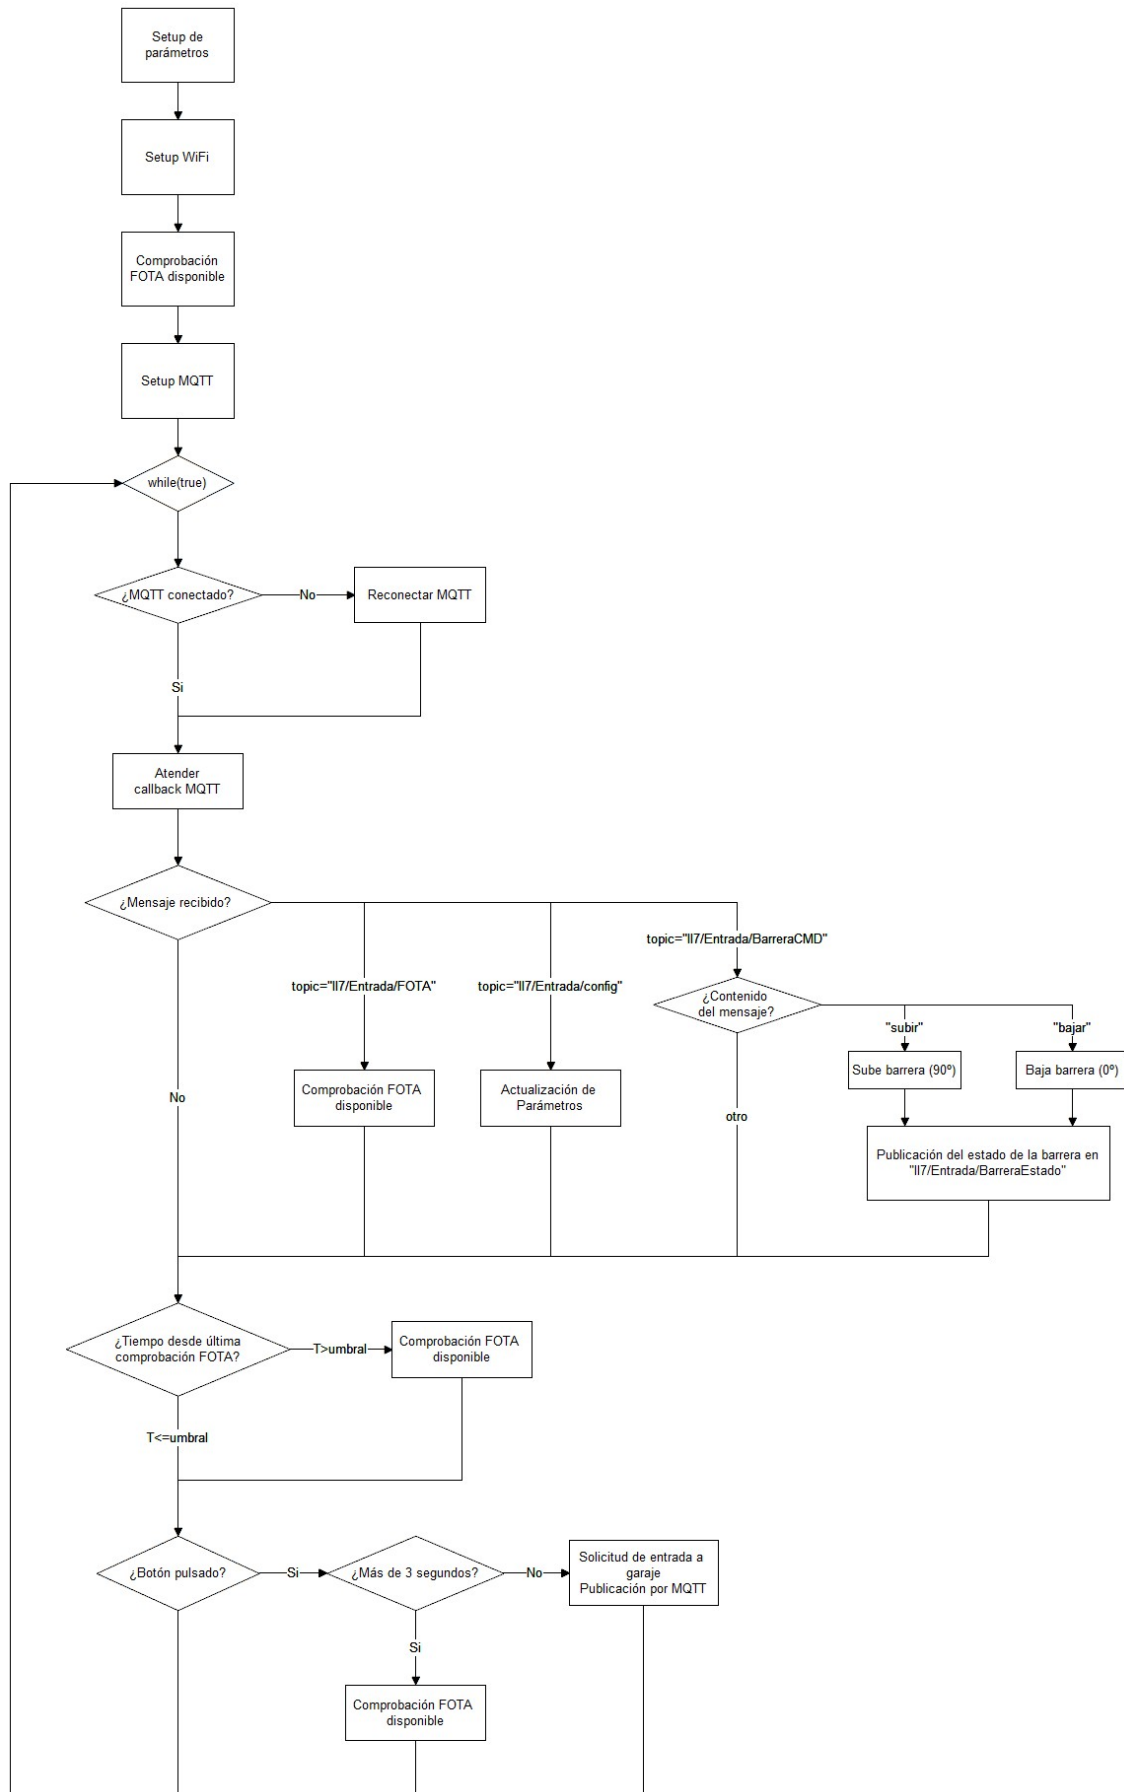 Setup de
parámetros
Setup WiFi
Comprobación
FOTA disponible
Setup MQTT
while(true)
¿MQTT conectado?
No
Reconectar MQTT
Si
Atender
callback MQTT
¿Mensaje recibido?
topic="II7/Entrada/BarreraCMD"
topic="II7/Entrada/FOTA"
topic="II7/Entrada/config"
¿Contenido
del mensaje?
"subir"
"bajar"
Sube barrera (90º)
Baja barrera (0º)
Comprobación FOTA
disponible
Actualización de
Parámetros
No
otro
Publicación del estado de la barrera en
"II7/Entrada/BarreraEstado"
¿Tiempo desde última
comprobación FOTA?
T>umbral
Comprobación FOTA
disponible
T<=umbral
¿Botón pulsado?
Si
¿Más de 3 segundos?
No
Solicitud de entrada a
garaje
Publicación por MQTT
Si
Comprobación FOTA
disponible